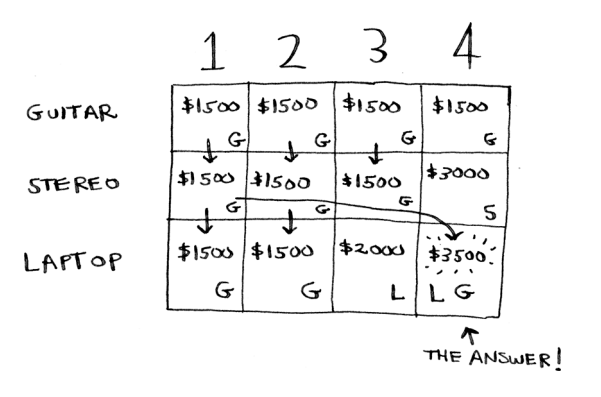 1 2 3 4
GUITAR $1500 G $1500 G $1500 G $1500 G
STEREO $1500 G $1500 G $1500 G $3000 S
LAPTOP $1500 G $1500 G $2000 L $3500 L G
THE ANSWER!